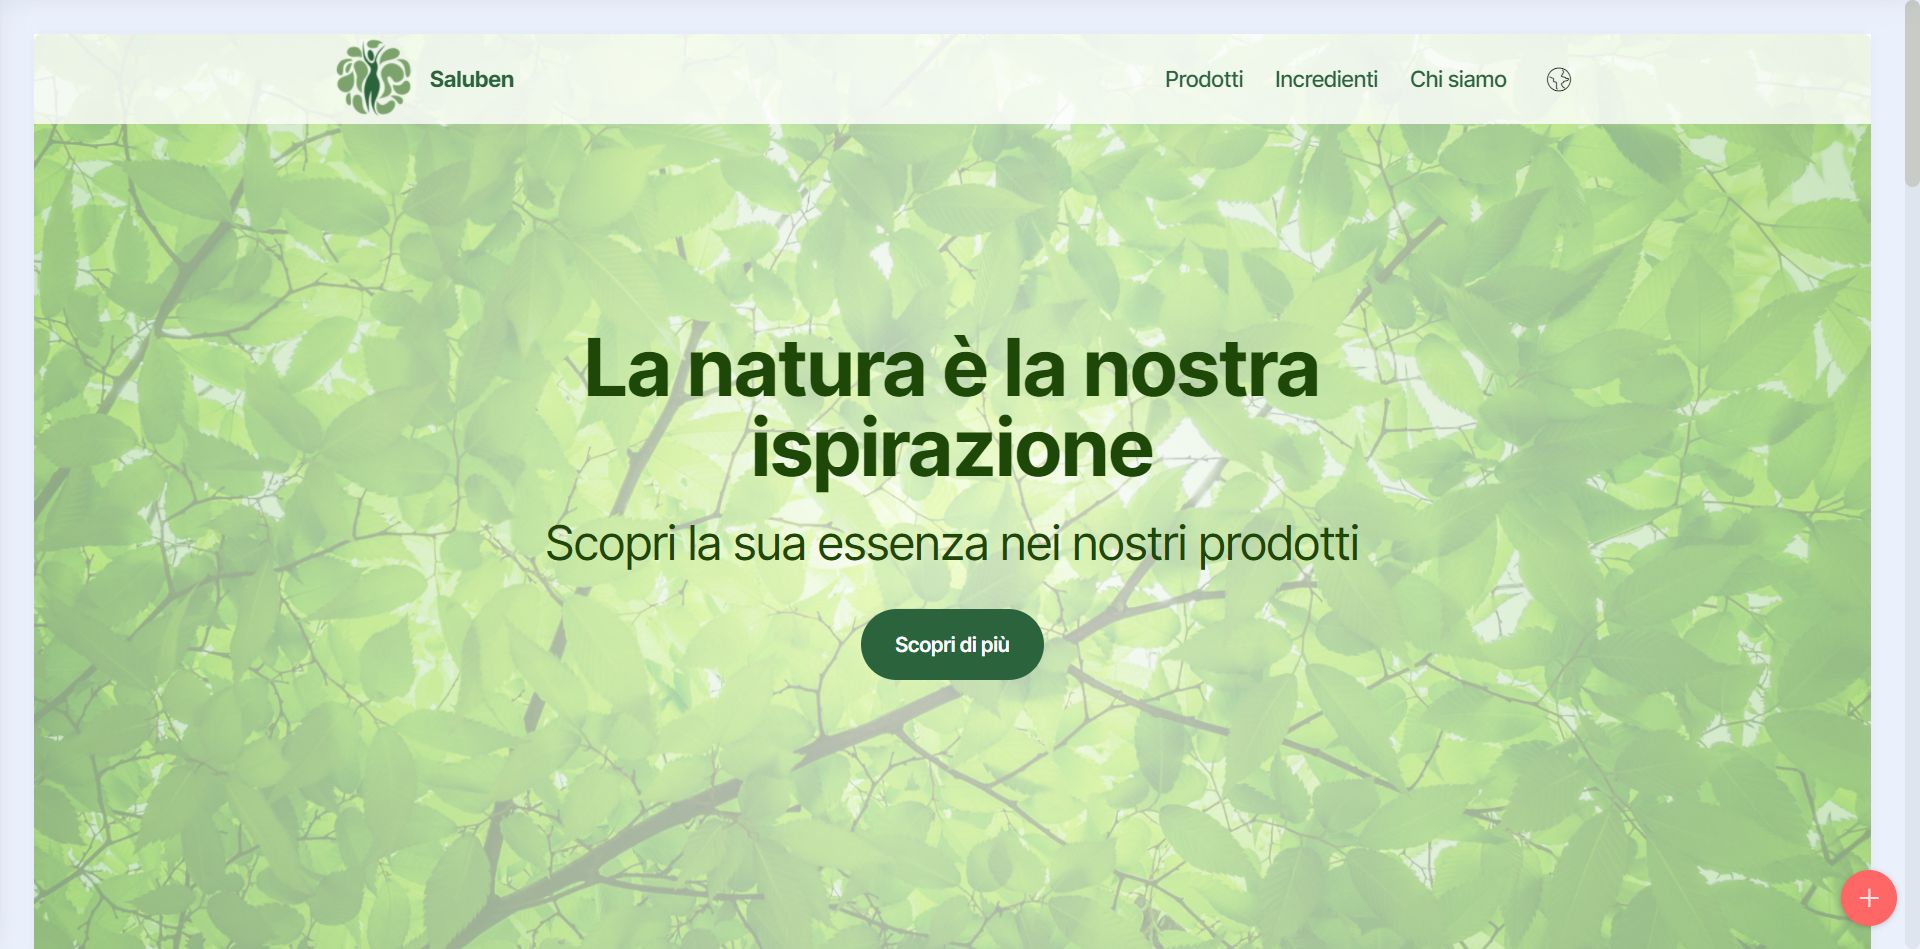 Saluben
Prodotti
Incredienti
Chi siamo
La natura è la nostra
ispirazione
Scopri la sua essenza nei nostri prodotti
Scopri di più